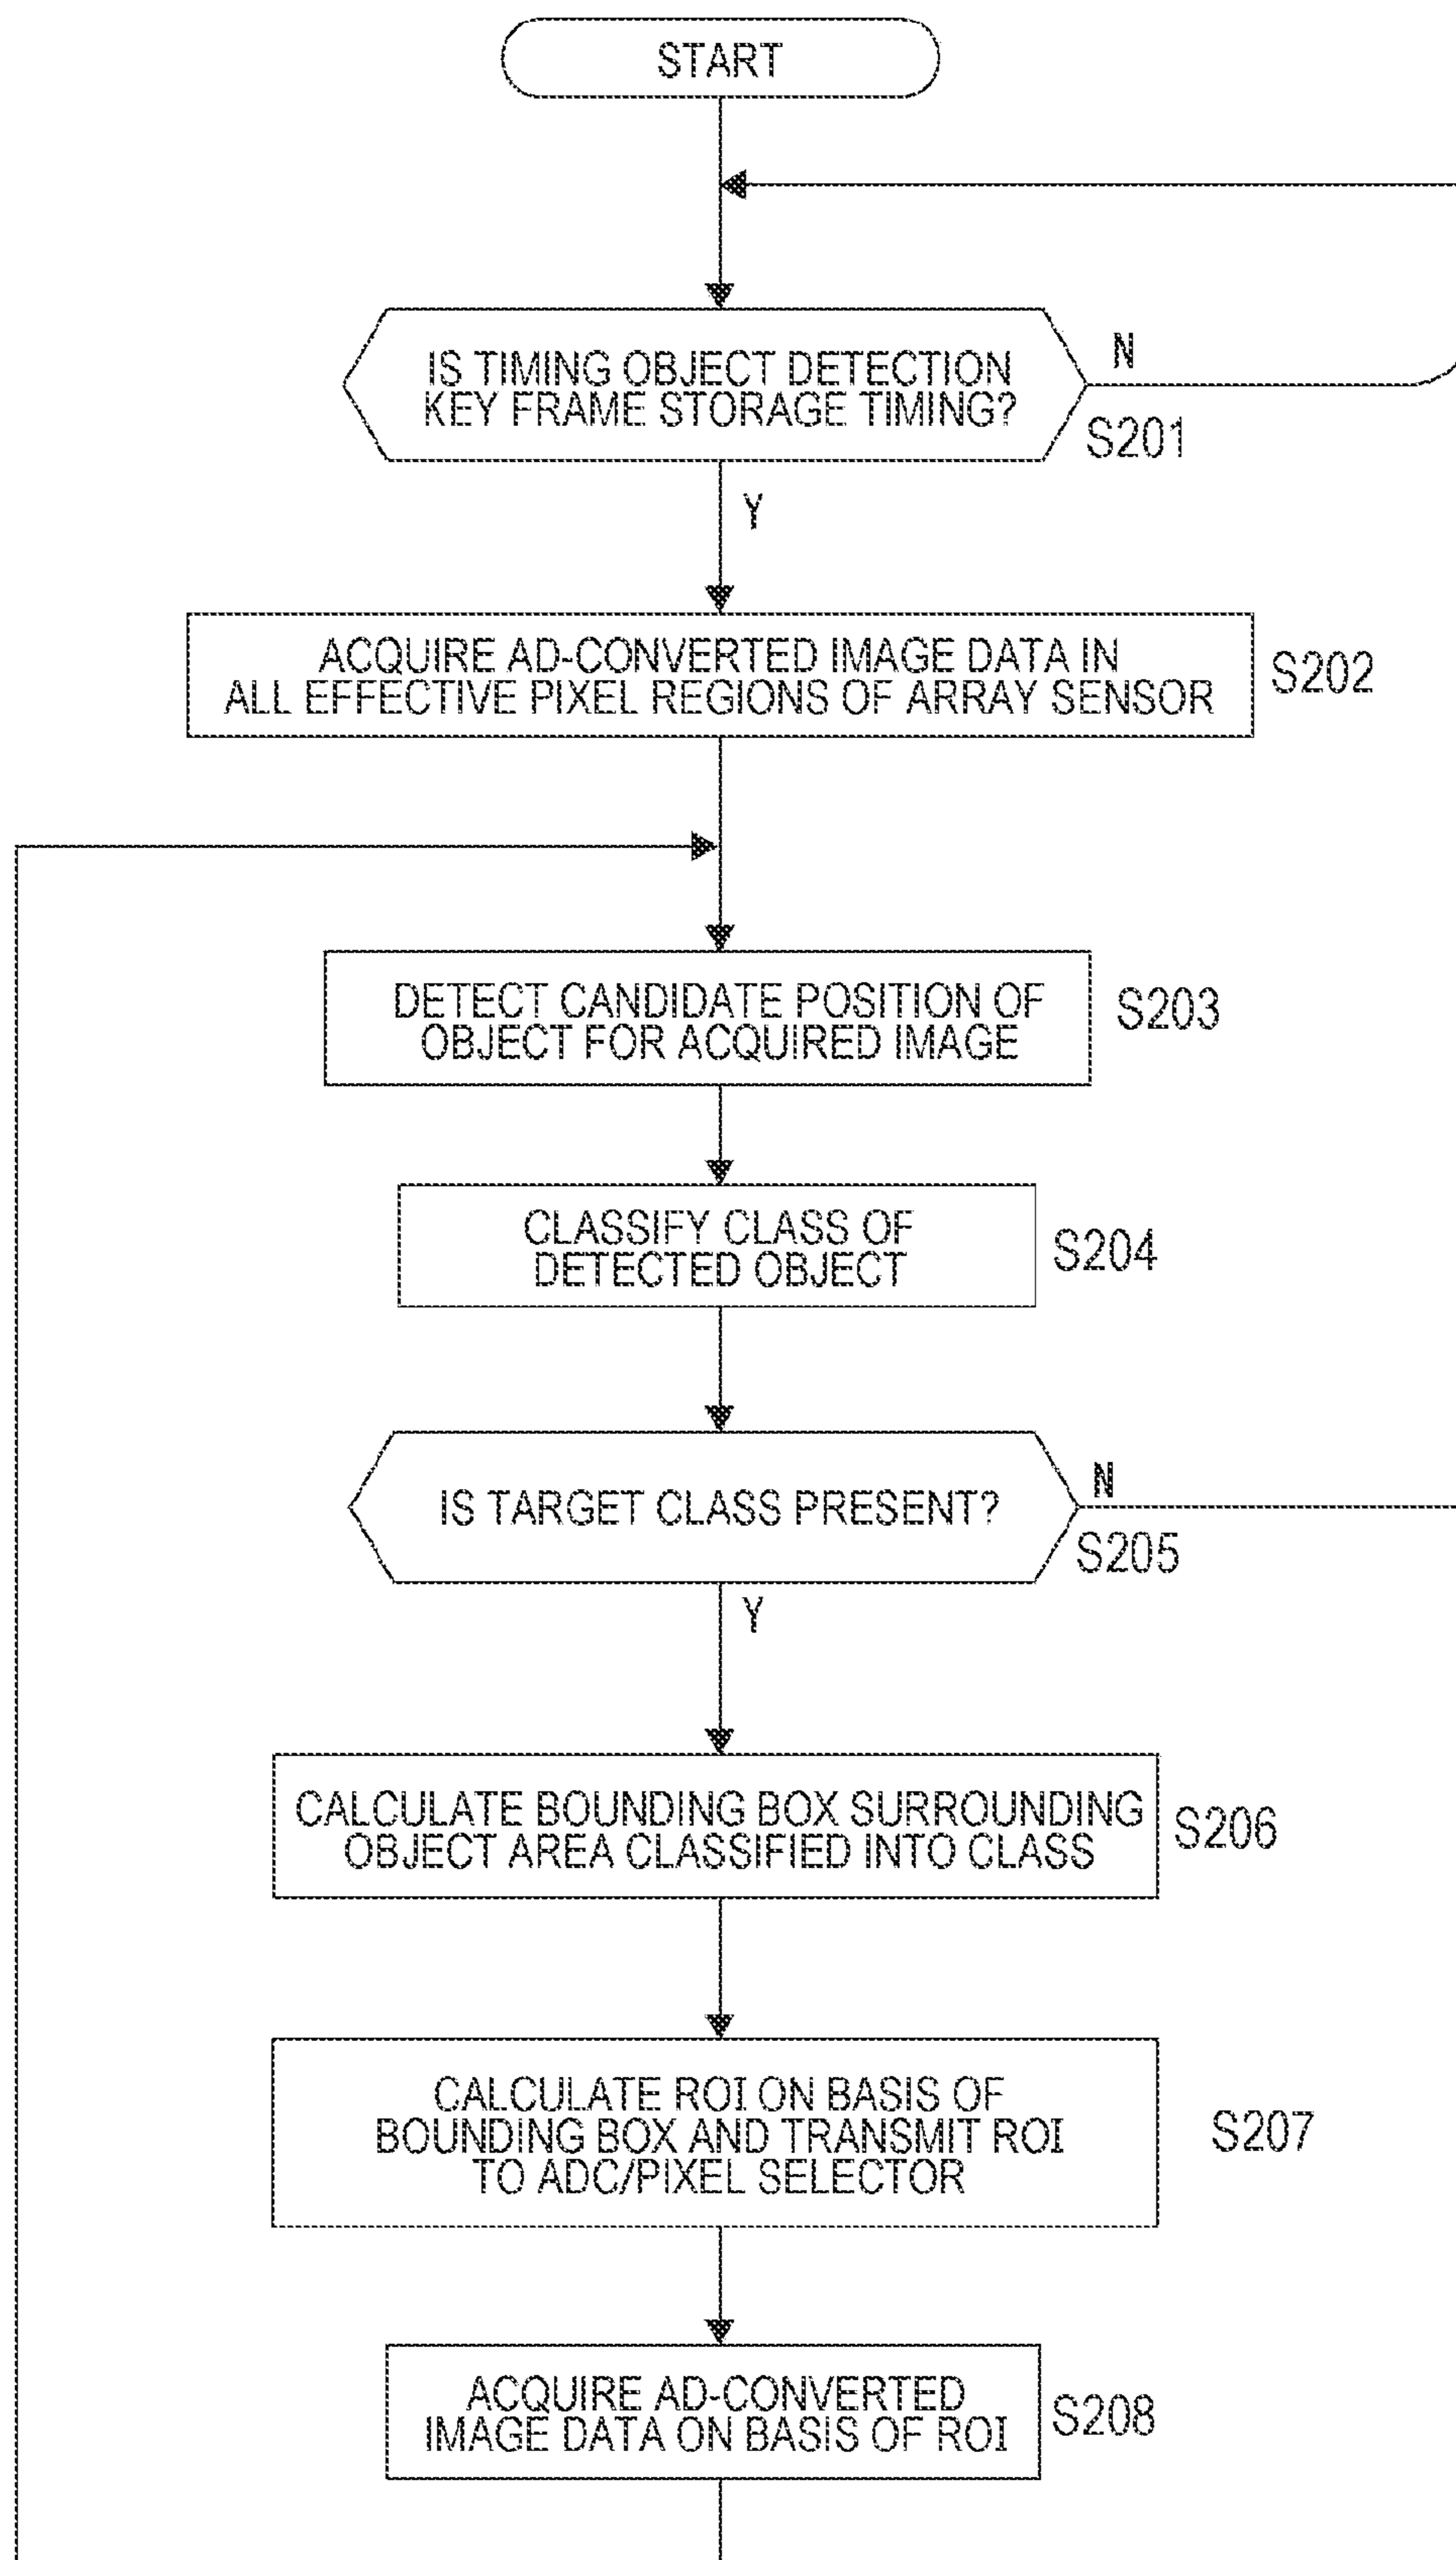 START
IS TIMING OBJECT DETECTION
KEY FRAME STORAGE TIMING?
N
S201
Y
ACQUIRE AD-CONVERTED IMAGE DATA IN
ALL EFFECTIVE PIXEL REGIONS OF ARRAY SENSOR
S202
DETECT CANDIDATE POSITION OF
OBJECT FOR ACQUIRED IMAGE
S203
CLASSIFY CLASS OF
DETECTED OBJECT
S204
IS TARGET CLASS PRESENT?
N
S205
Y
CALCULATE BOUNDING BOX SURROUNDING
OBJECT AREA CLASSIFIED INTO CLASS
S206
CALCULATE ROI ON BASIS OF
BOUNDING BOX AND TRANSMIT ROI
TO ADC/PIXEL SELECTOR
S207
ACQUIRE AD-CONVERTED
IMAGE DATA ON BASIS OF ROI
S208